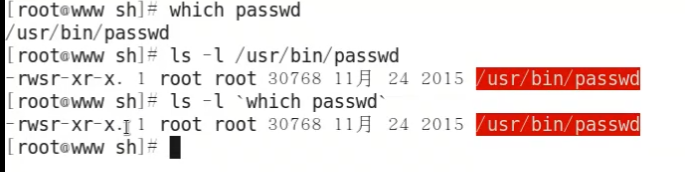 [root@www sh]# which passwd
/usr/bin/passwd
[root@www sh]# ls -l /usr/bin/passwd
-rwsr-xr-x. 1 root root 30768 11月 24 2015 /usr/bin/passwd
[root@www sh]# ls -l `which passwd`
-rwsr-xr-x. 1 root root 30768 11月 24 2015 /usr/bin/passwd
[root@www sh]#